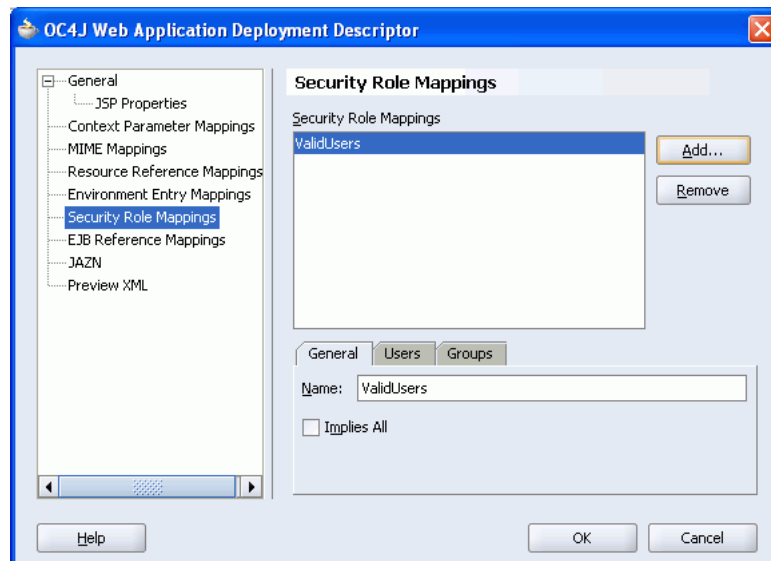 OC4J Web Application Deployment Descriptor
General
JSP Properties
Context Parameter Mappings
MIME Mappings
Resource Reference Mappings
Environment Entry Mappings
Security Role Mappings
EJB Reference Mappings
JAZN
Preview XML
Security Role Mappings
Security Role Mappings
ValidUsers
Add...
Remove
General Users Groups
Name: ValidUsers
Implies All
Help OK Cancel